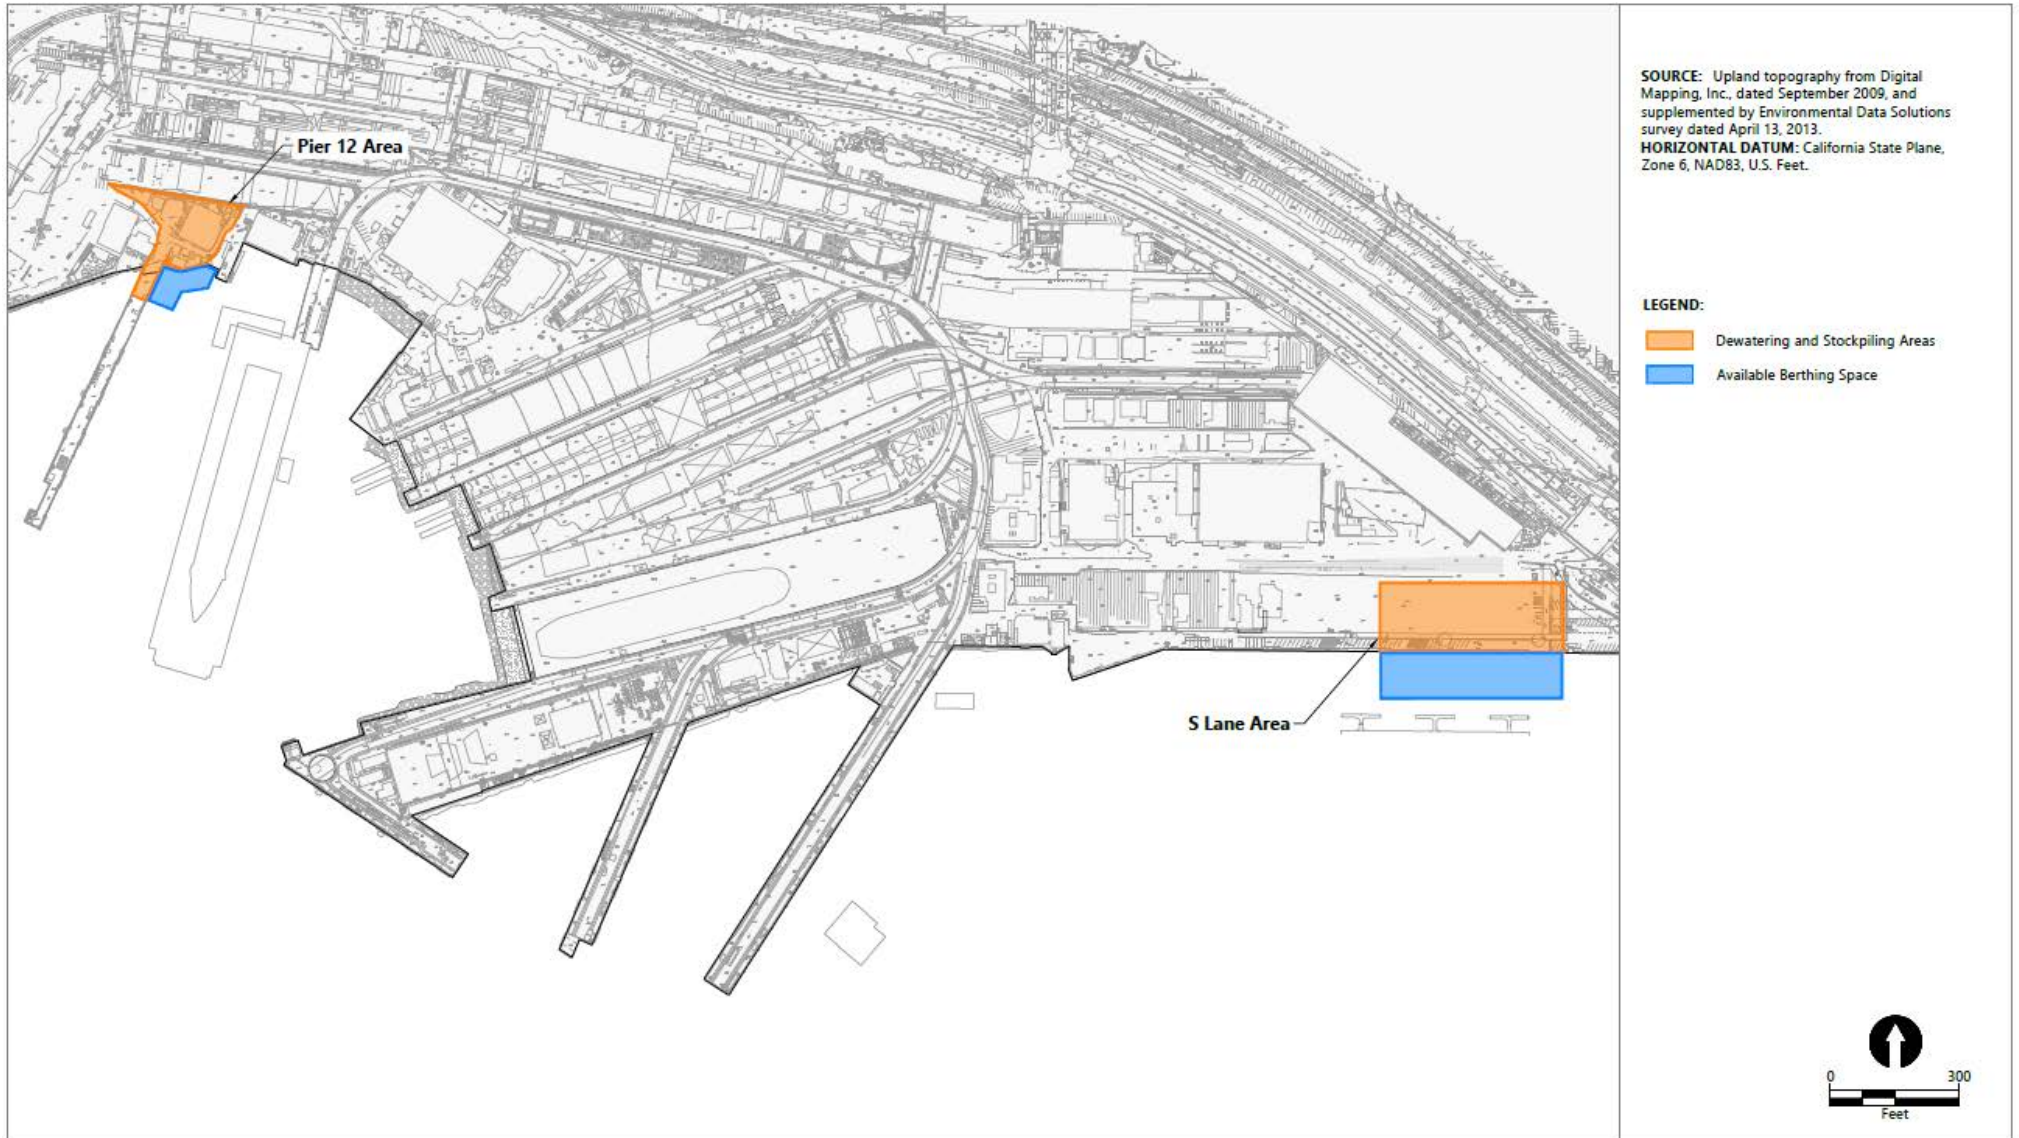 Pier 12 Area
S Lane Area
SOURCE: Upland topography from Digital
Mapping, Inc., dated September 2009, and
supplemented by Environmental Data Solutions
survey dated April 13, 2013.
HORIZONTAL DATUM: California State Plane,
Zone 6, NAD83, U.S. Feet.
LEGEND:
Dewatering and Stockpiling Areas
Available Berthing Space
0 300
Feet